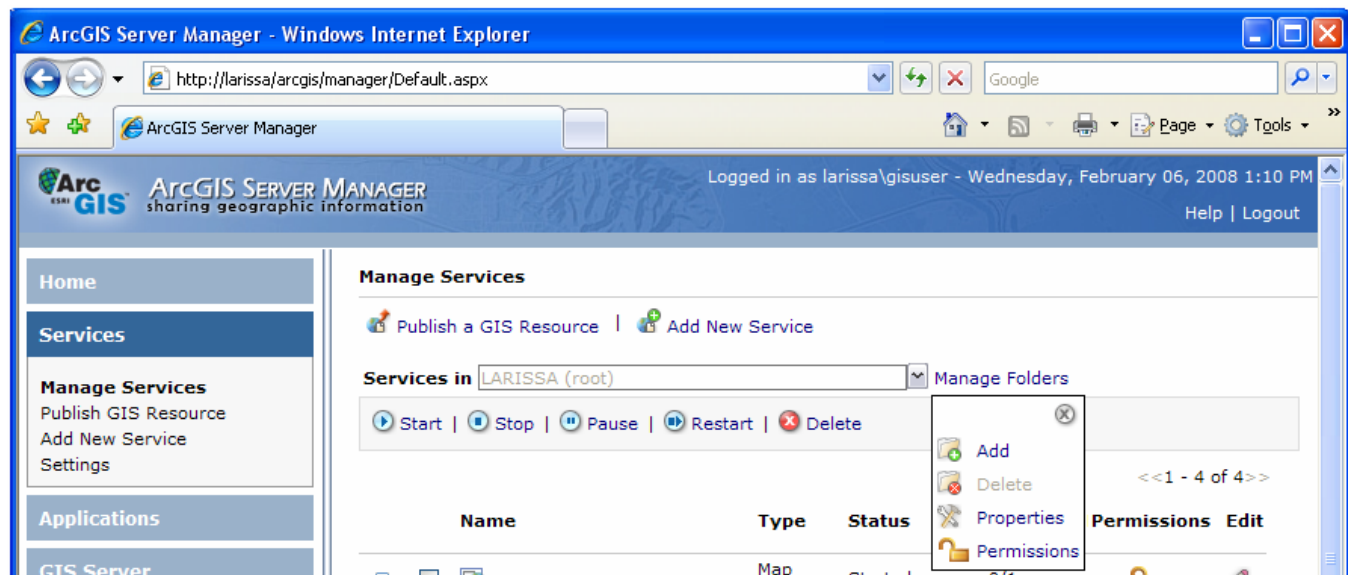 ArcGIS Server Manager - Windows Internet Explorer
http://larissa/arcgis/manager/Default.aspx
Google
ArcGIS Server Manager
Page
Tools
»
Arc
ESRI GIS
ArcGIS Server Manager
sharing geographic information
Logged in as larissa\gisuser - Wednesday, February 06, 2008 1:10 PM
Help | Logout
Home
Services
Manage Services
Publish GIS Resource
Add New Service
Settings
Applications
GIS Server
Manage Services
Publish a GIS Resource | Add New Service
Services in LARISSA (root) Manage Folders
Start | Stop | Pause | Restart | Delete
Add
Delete
Properties
Permissions
<<1 - 4 of 4>>
Name Type Status Permissions Edit
Map